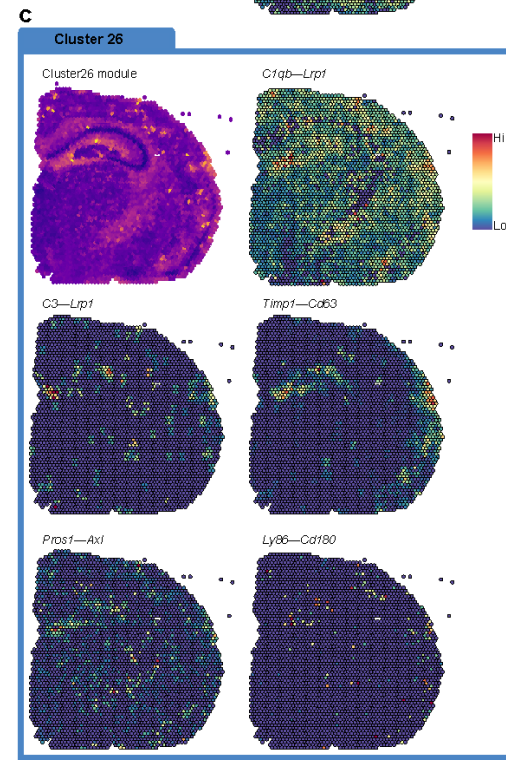 C
Cluster 26
Cluster26 module
C1qb—Lrp1
Hi
Lo
C3—Lrp1
Timp1—Cd63
Pros1—Axl
Ly86—Cd180